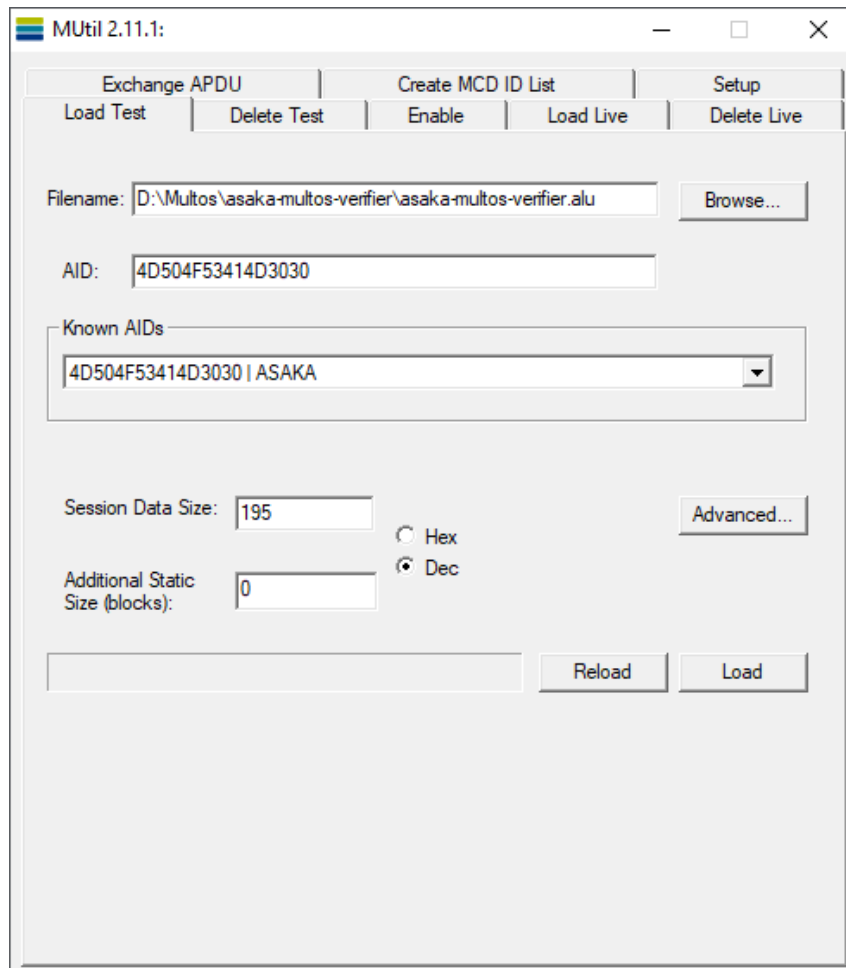 MUtil 2.11.1:
Exchange APDU Create MCD ID List Setup
Load Test Delete Test Enable Load Live Delete Live
Filename: D:\Multos\asaka-multos-verifier\asaka-multos-verifier.alu Browse...
AID: 4D504F53414D3030
Known AIDs
4D504F53414D3030 | ASAKA
Session Data Size: 195
Hex
Advanced...
Dec
Additional Static
Size (blocks): 0
Reload Load